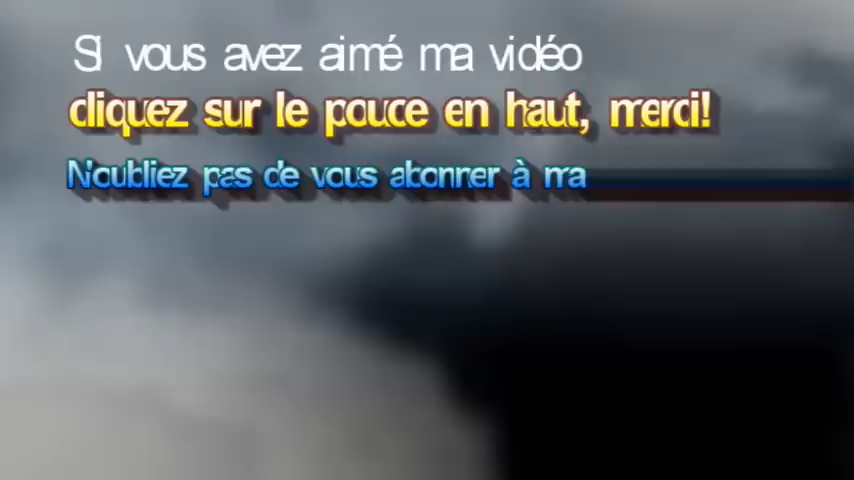 Si vous avez aimé ma vidéo
cliquez sur le pouce en haut, merci!
N'oubliez pas de vous abonner à ma